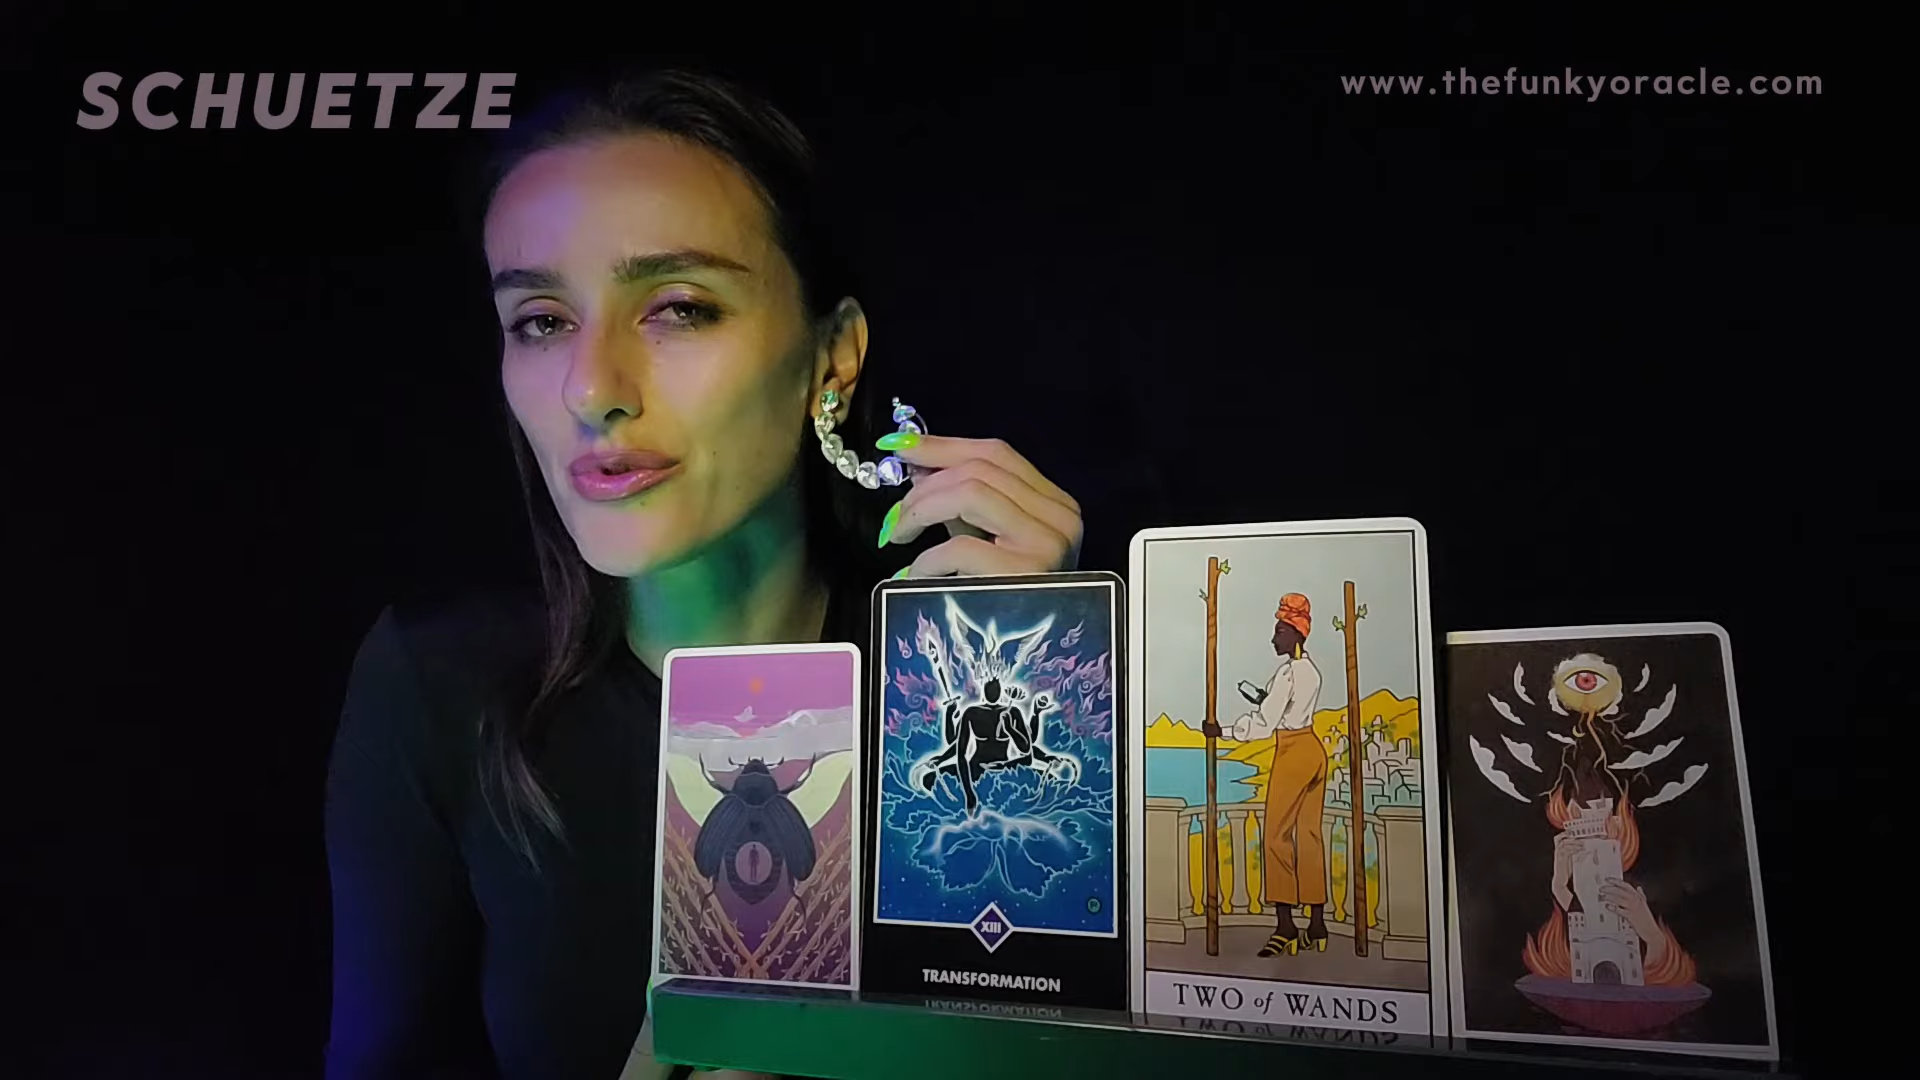 SCHUETZE
www.thefunkyoracle.com
XIII
TRANSFORMATION
TWO of WANDS